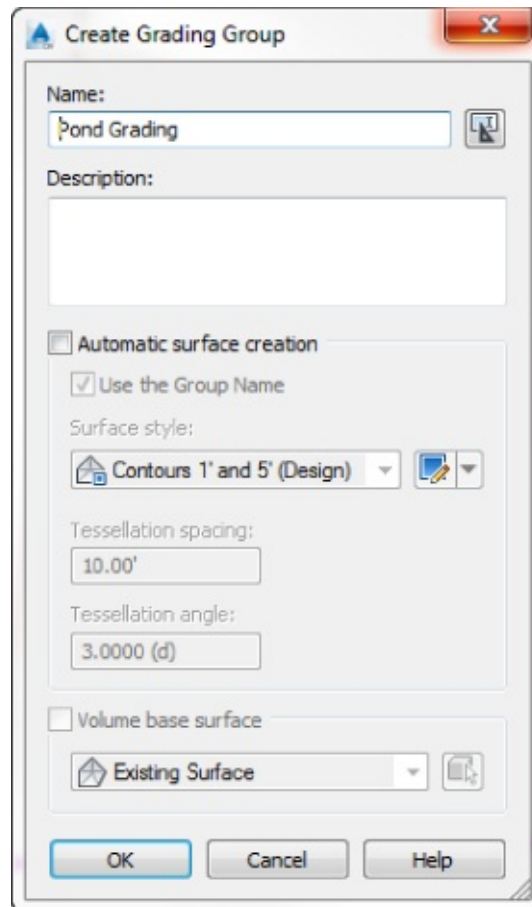 Create Grading Group
Name:
Pond Grading
Description:
Automatic surface creation
Use the Group Name
Surface style:
Contours 1' and 5' (Design)
Tessellation spacing:
10.00'
Tessellation angle:
3.0000 (d)
Volume base surface
Existing Surface
OK Cancel Help